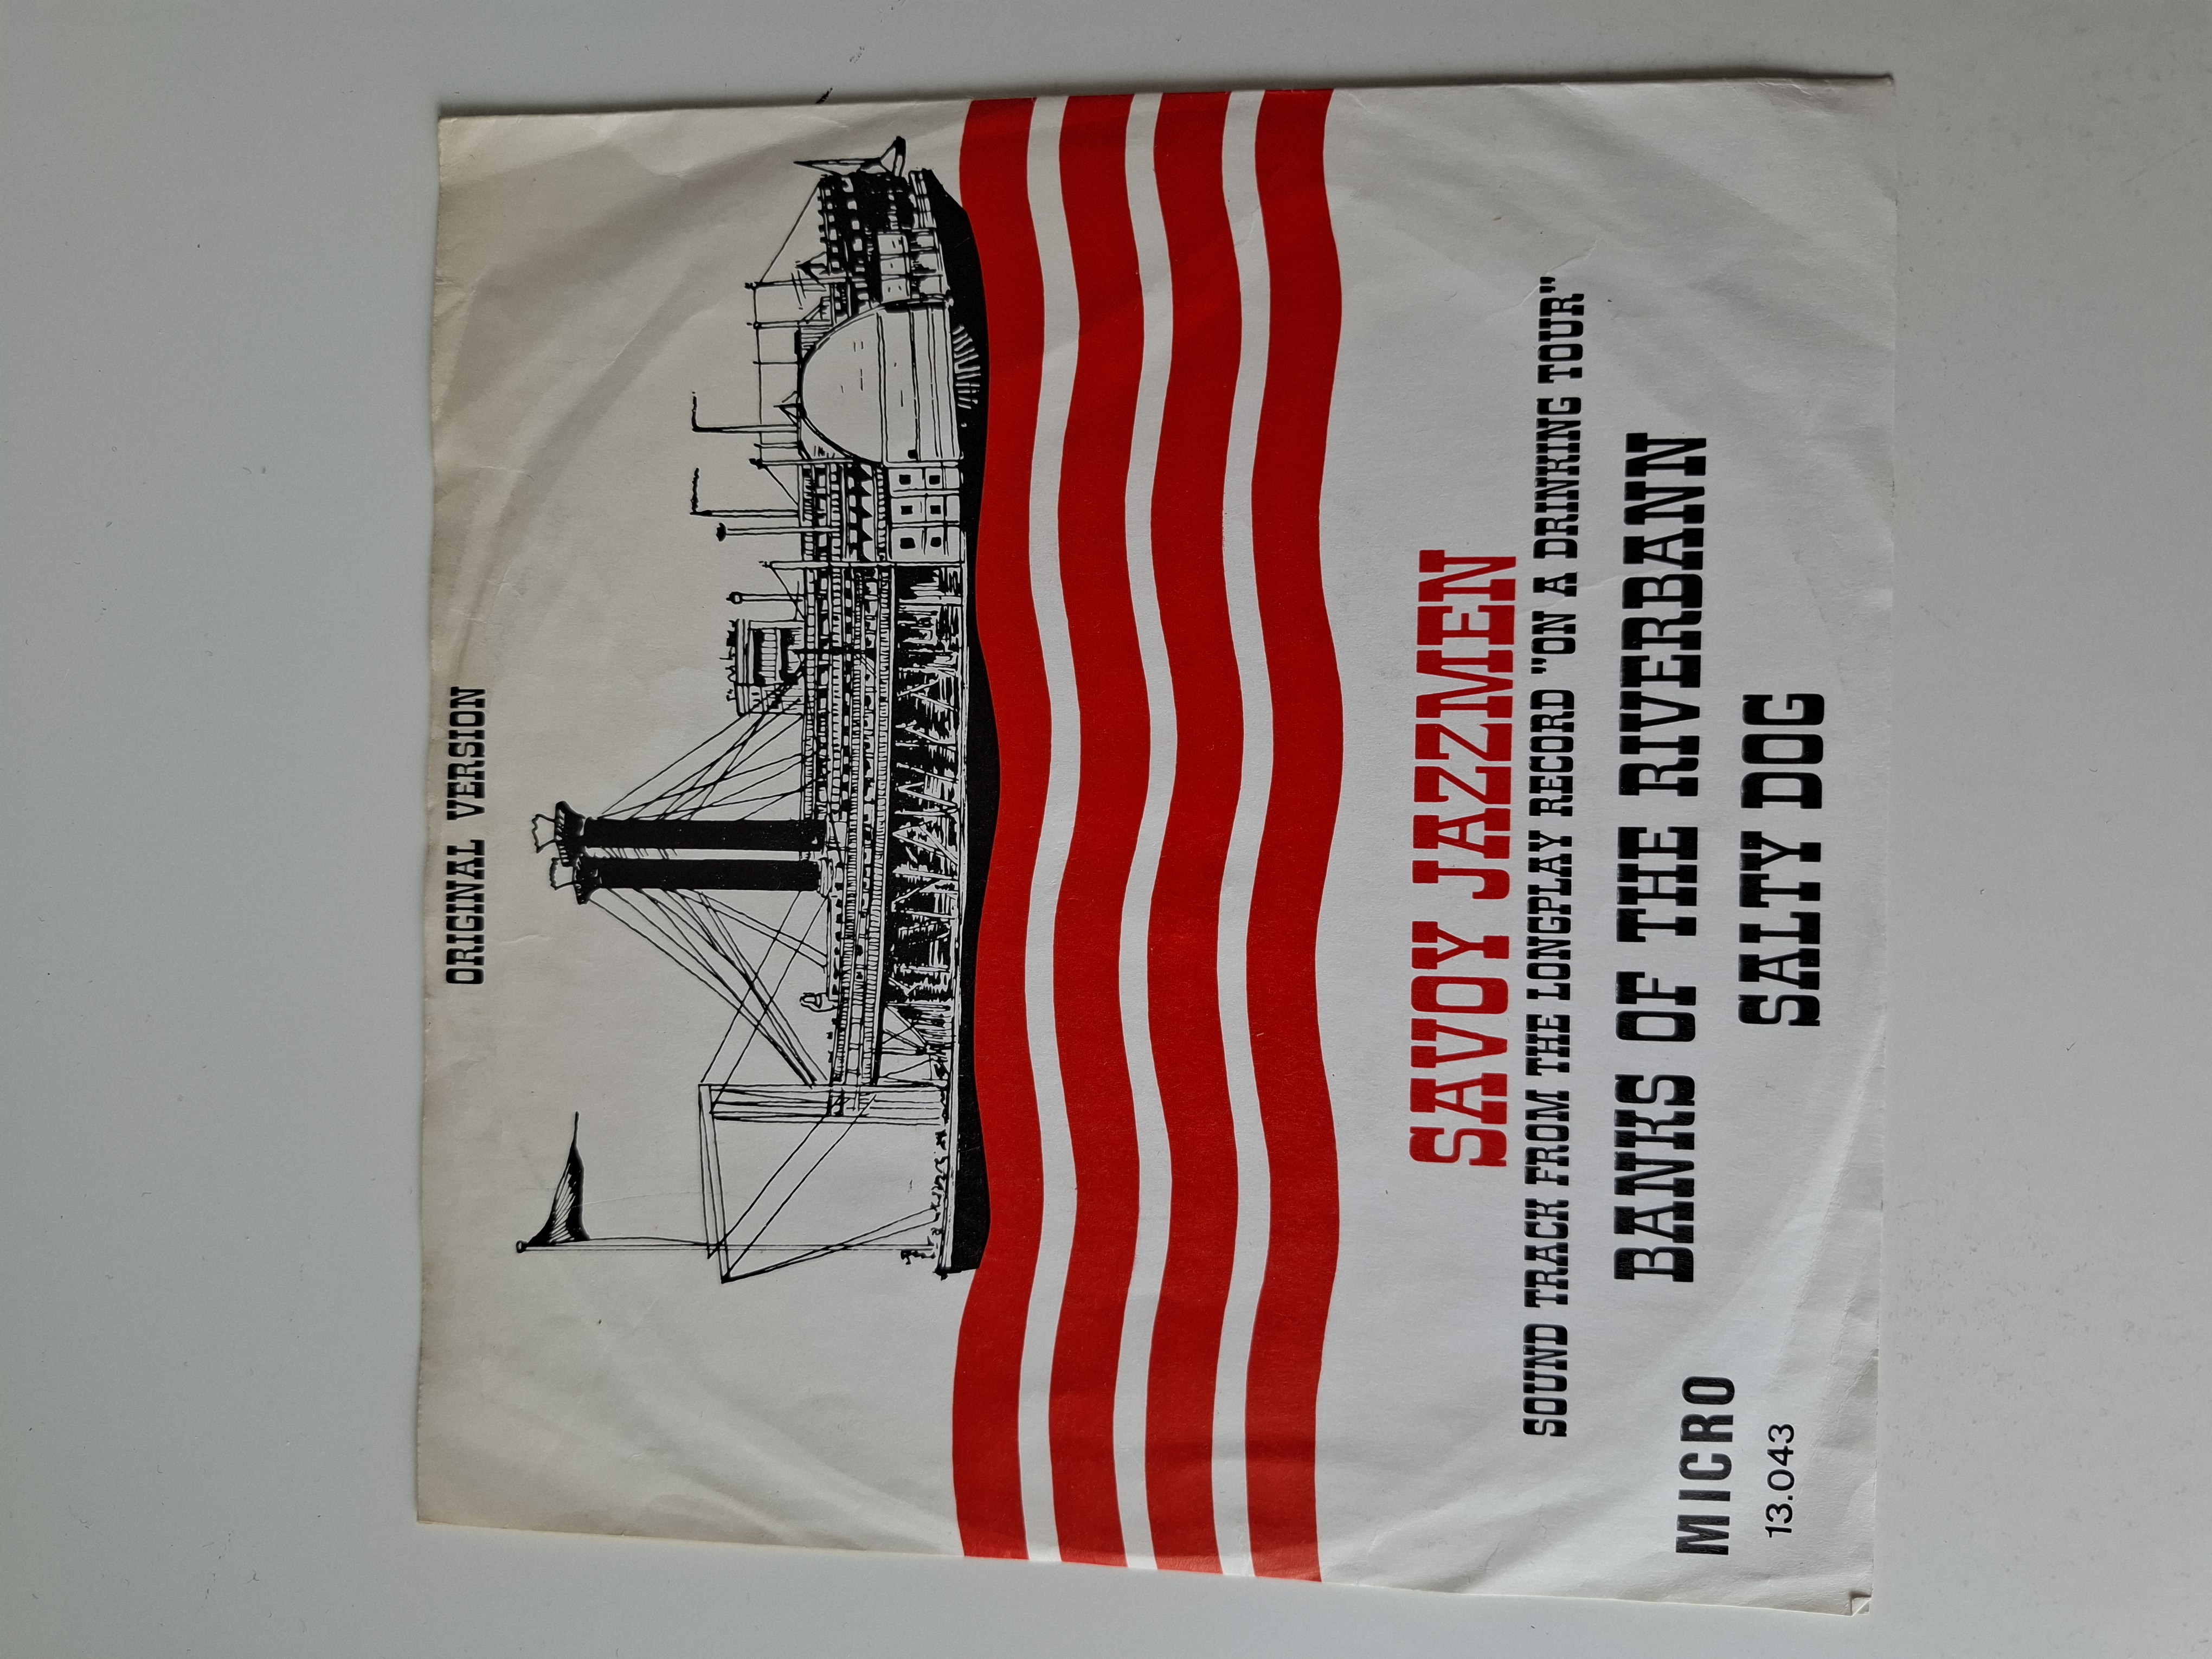 ORIGINAL VERSION
SAVOY JAZZMEN
SOUND TRACK FROM THE LONGPLAY RECORD "ON A DRINKING TOUR"
BANKS OF THE RIVERBANN
SALTY DOG
MICRO
13.043